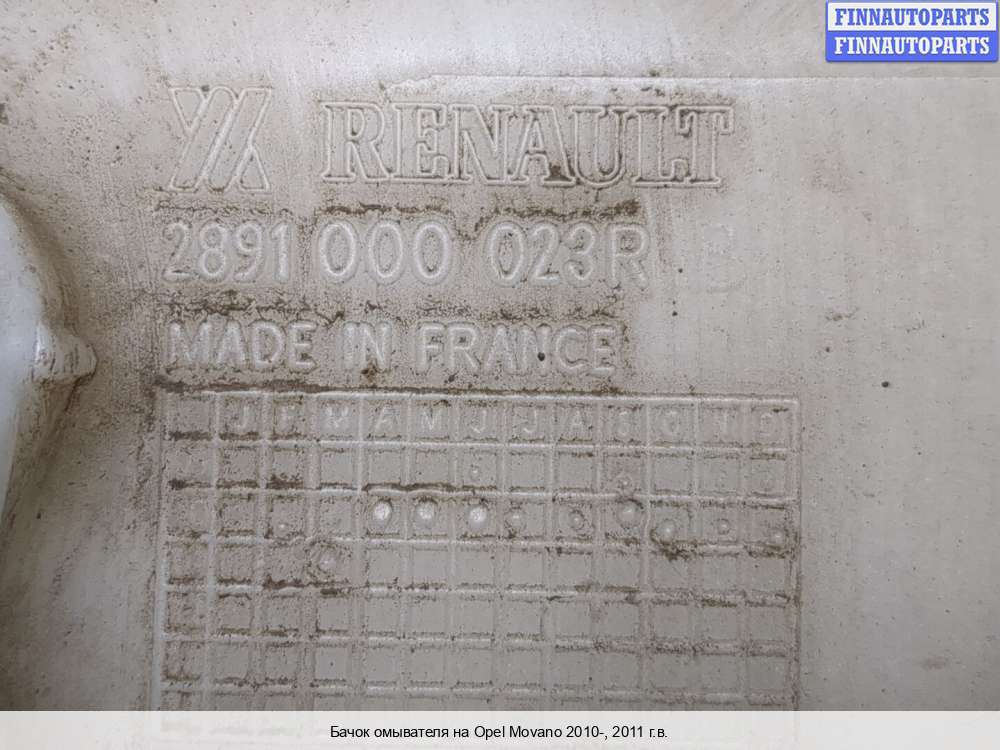 FINNAUTOPARTS
FINNAUTOPARTS
RENAULT
2891 000 023R
MADE IN FRANCE
J F M A M J J A S O N D
Бачок омывателя на Opel Movano 2010-, 2011 г.в.